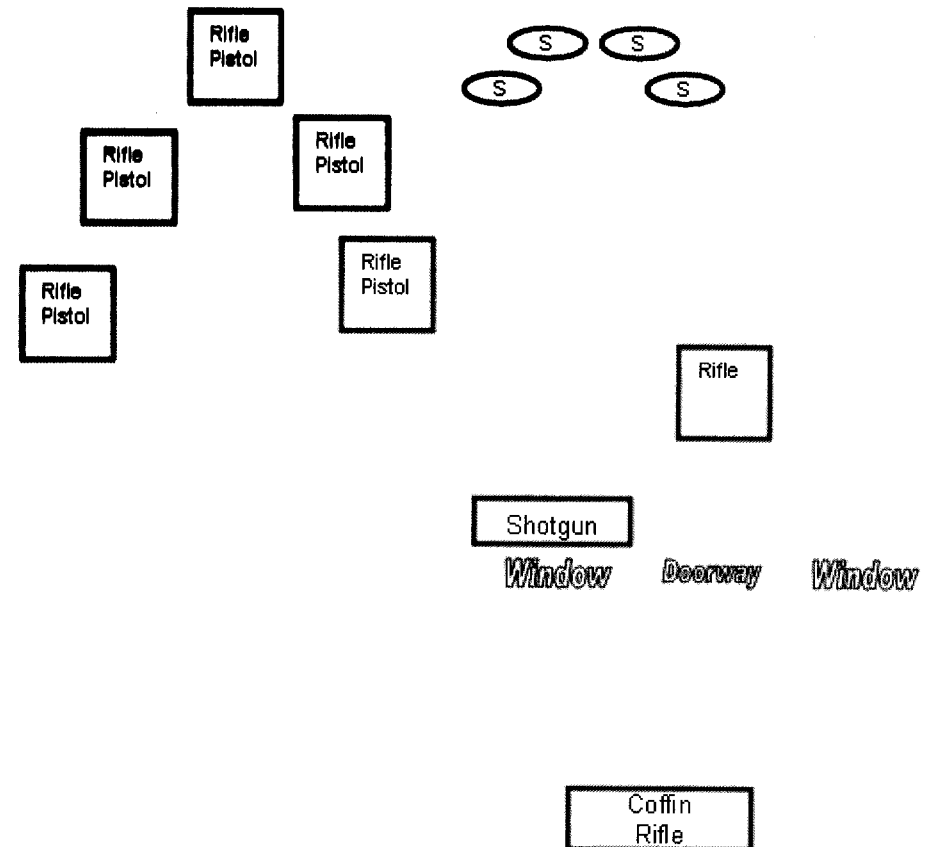 Rifle
Pistol
S S
S S
Rifle
Pistol
Rifle
Pistol
Rifle
Pistol
Rifle
Pistol
Rifle
Shotgun
Window Doorway Window
Coffin
Rifle